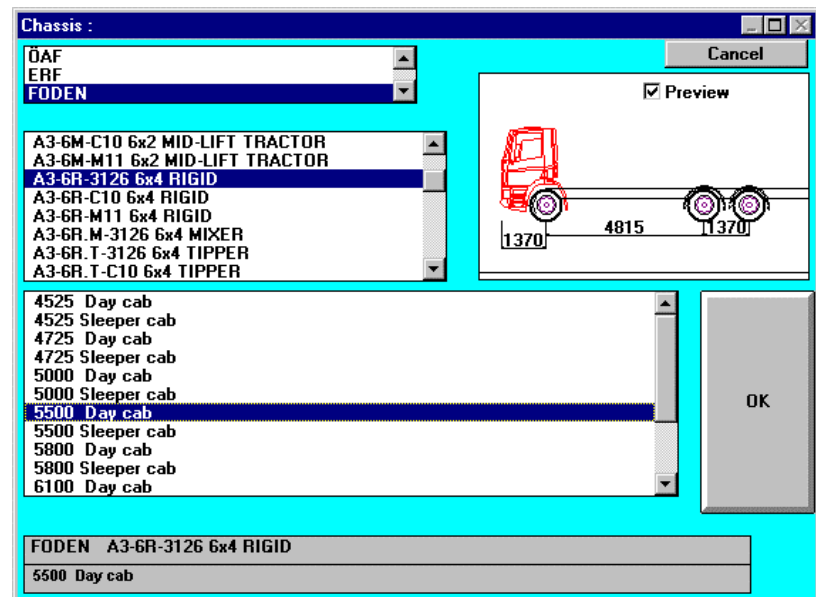 Chassis :
Cancel
ÖAF
ERF
FODEN
Preview
A3-6M-C10 6x2 MID-LIFT TRACTOR
A3-6M-M11 6x2 MID-LIFT TRACTOR
A3-6R-3126 6x4 RIGID
A3-6R-C10 6x4 RIGID
A3-6R-M11 6x4 RIGID
A3-6R.M-3126 6x4 MIXER
A3-6R.T-3126 6x4 TIPPER
A3-6R.T-C10 6x4 TIPPER
1370
4815
1370
4525 Day cab
4525 Sleeper cab
4725 Day cab
4725 Sleeper cab
5000 Day cab
5000 Sleeper cab
5500 Day cab
5500 Sleeper cab
5800 Day cab
5800 Sleeper cab
6100 Day cab
OK
FODEN A3-6R-3126 6x4 RIGID
5500 Day cab